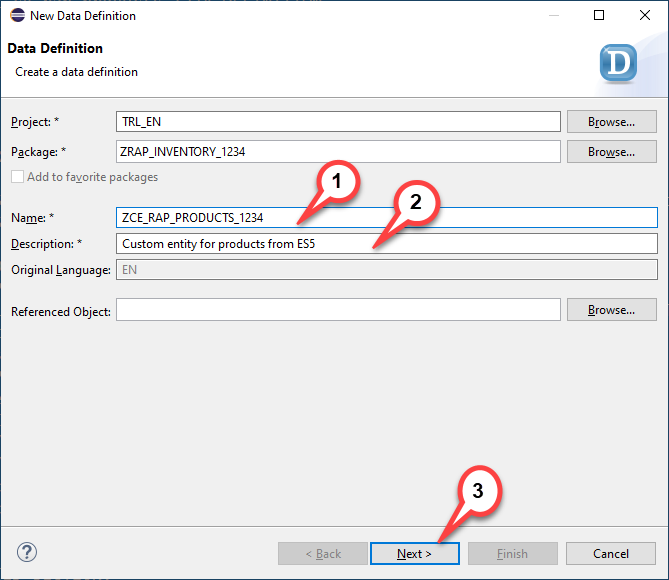 New Data Definition
Data Definition
Create a data definition
D
Project: * TRL_EN Browse...
Package: * ZRAP_INVENTORY_1234 Browse...
Add to favorite packages
1
2
Name: * ZCE_RAP_PRODUCTS_1234
Description: * Custom entity for products from ES5
Original Language: EN
Referenced Object: Browse...
3
? < Back Next > Finish Cancel